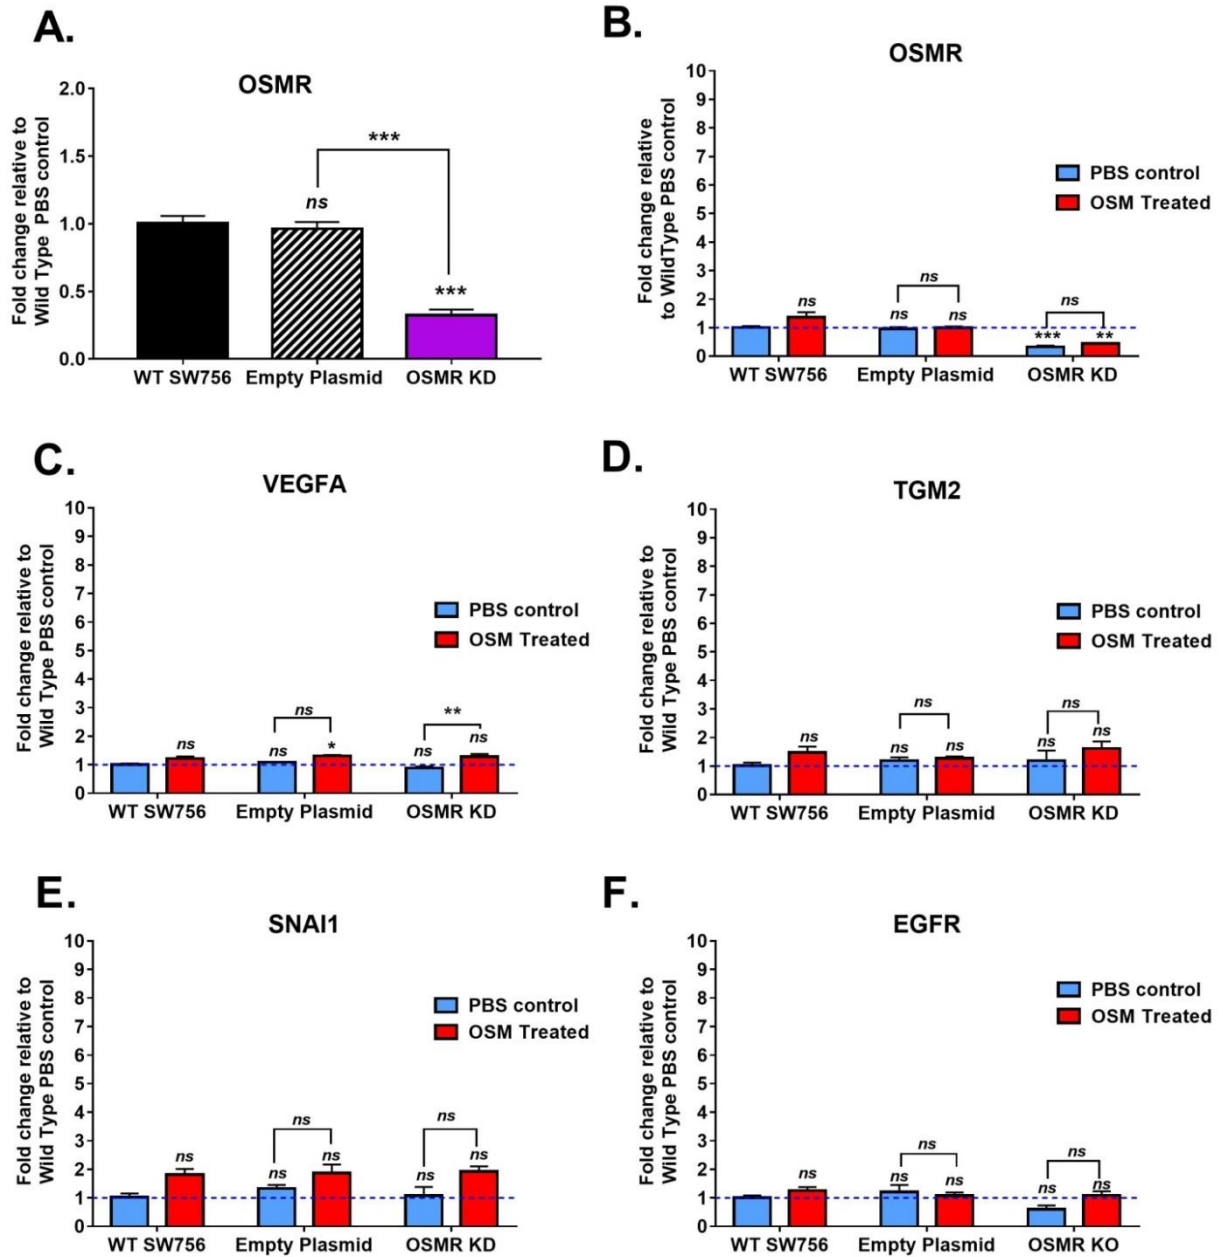 A.
OSMR
Fold change relative to
Wild Type PBS control
2.0
1.5
1.0
0.5
0.0
***
ns
***
WT SW756
Empty Plasmid
OSMR KD
B.
OSMR
Fold change relative
to WildType PBS control
10
9
8
7
6
5
4
3
2
1
0
PBS control
OSM Treated
ns
ns
ns
ns
ns
***
**
WT SW756
Empty Plasmid
OSMR KD
C.
VEGFA
Fold change relative to
Wild Type PBS control
10
9
8
7
6
5
4
3
2
1
0
PBS control
OSM Treated
ns
ns
ns
*
**
ns
ns
WT SW756
Empty Plasmid
OSMR KD
D.
TGM2
Fold change relative to
Wild Type PBS control
10
9
8
7
6
5
4
3
2
1
0
PBS control
OSM Treated
ns
ns
ns
ns
ns
ns
ns
WT SW756
Empty Plasmid
OSMR KD
E.
SNAI1
Fold change relative to
Wild Type PBS control
10
9
8
7
6
5
4
3
2
1
0
PBS control
OSM Treated
ns
ns
ns
ns
ns
ns
ns
WT SW756
Empty Plasmid
OSMR KD
F.
EGFR
Fold change relative to
Wild Type PBS control
10
9
8
7
6
5
4
3
2
1
0
PBS control
OSM Treated
ns
ns
ns
ns
ns
ns
ns
WT SW756
Empty Plasmid
OSMR KO